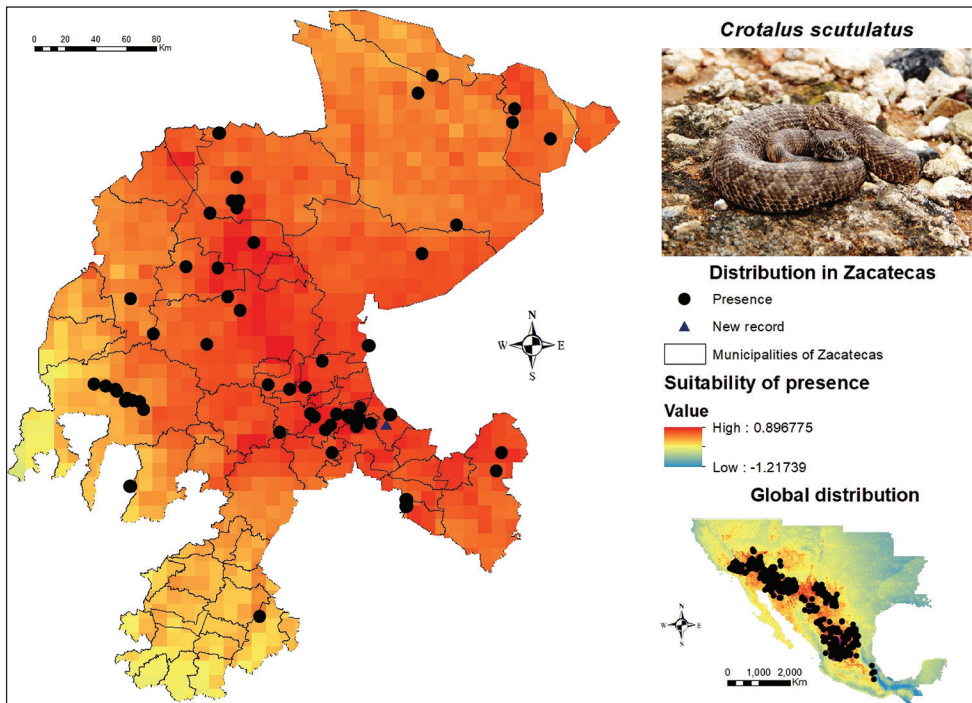 0 20 40 60 80
Km
Crotalus scutulatus
Distribution in Zacatecas
Presence
New record
Municipalities of Zacatecas
Suitability of presence
Value
High : 0.896775
Low : -1.21739
N
W E
S
Global distribution
N
W E
S
0 1,000 2,000
Km